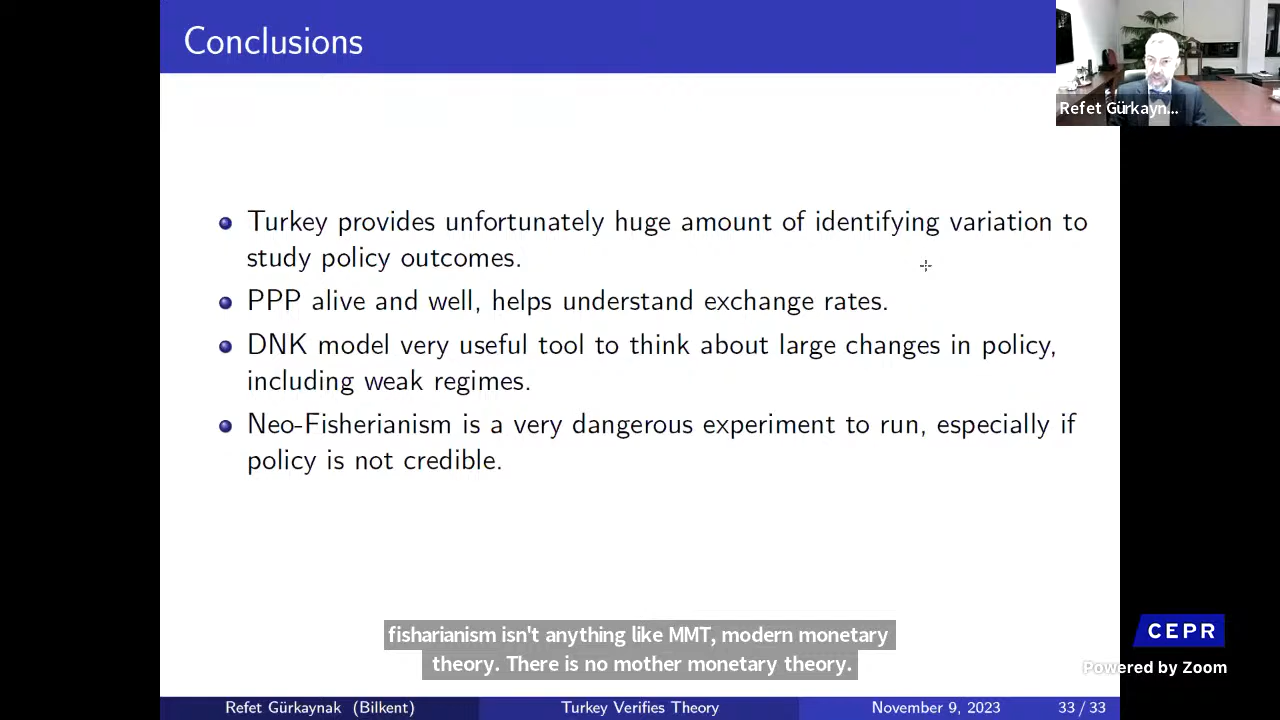 Conclusions
Refet Gürkayn...
Turkey provides unfortunately huge amount of identifying variation to
study policy outcomes.
PPP alive and well, helps understand exchange rates.
DNK model very useful tool to think about large changes in policy,
including weak regimes.
Neo-Fisherianism is a very dangerous experiment to run, especially if
policy is not credible.
fisharianism isn't anything like MMT, modern monetary
theory. There is no mother monetary theory.
CEPR
Powered by Zoom
Refet Gürkaynak (Bilkent) Turkey Verifies Theory November 9, 2023 33 / 33